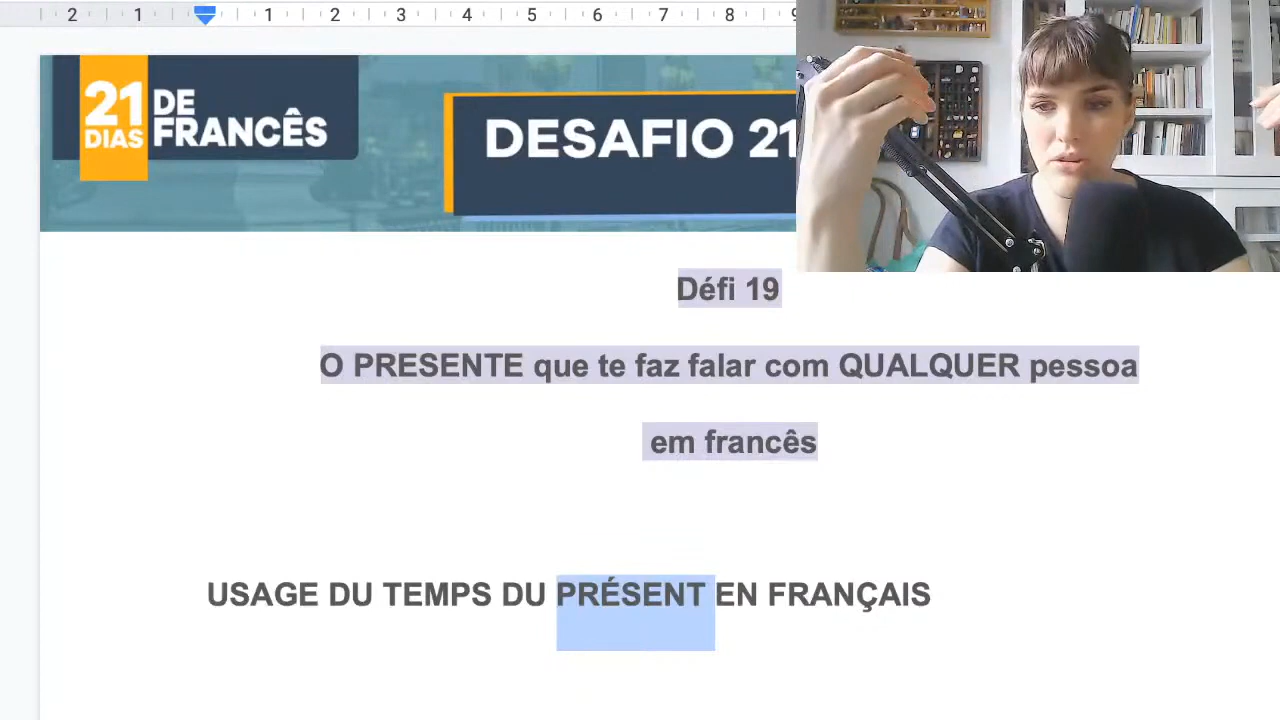 2 1 1 2 3 4 5 6 7 8
21 DE
DIAS FRANCÊS
DESAFIO 21
Défi 19
O PRESENTE que te faz falar com QUALQUER pessoa
em francês
USAGE DU TEMPS DU PRÉSENT EN FRANÇAIS